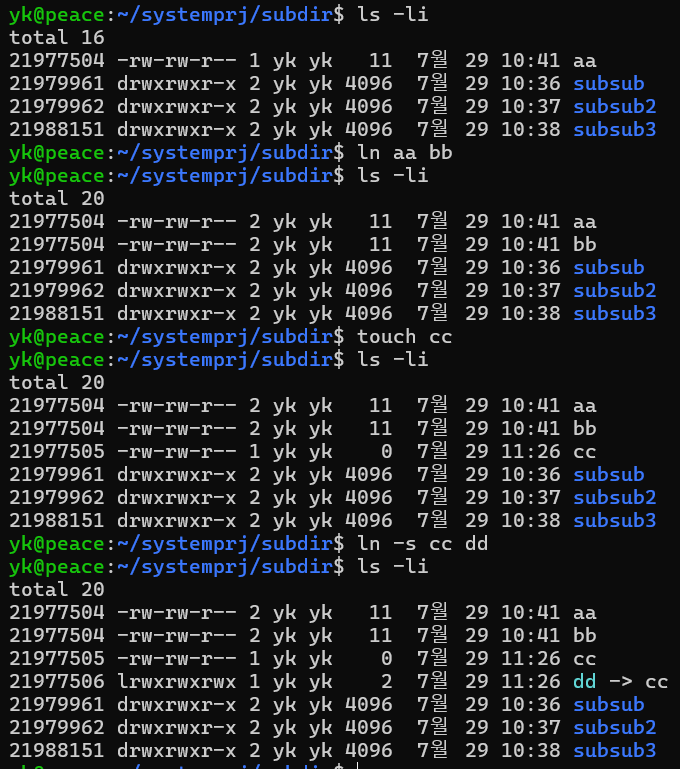 yk@peace:~/systemprj/subdir$ ls -li
total 16
21977504 -rw-rw-r-- 1 yk yk   11  7월 29 10:41 aa
21979961 drwxrwxr-x 2 yk yk 4096  7월 29 10:36 subsub
21979962 drwxrwxr-x 2 yk yk 4096  7월 29 10:37 subsub2
21988151 drwxrwxr-x 2 yk yk 4096  7월 29 10:38 subsub3
yk@peace:~/systemprj/subdir$ ln aa bb
yk@peace:~/systemprj/subdir$ ls -li
total 20
21977504 -rw-rw-r-- 2 yk yk   11  7월 29 10:41 aa
21977504 -rw-rw-r-- 2 yk yk   11  7월 29 10:41 bb
21979961 drwxrwxr-x 2 yk yk 4096  7월 29 10:36 subsub
21979962 drwxrwxr-x 2 yk yk 4096  7월 29 10:37 subsub2
21988151 drwxrwxr-x 2 yk yk 4096  7월 29 10:38 subsub3
yk@peace:~/systemprj/subdir$ touch cc
yk@peace:~/systemprj/subdir$ ls -li
total 20
21977504 -rw-rw-r-- 2 yk yk   11  7월 29 10:41 aa
21977504 -rw-rw-r-- 2 yk yk   11  7월 29 10:41 bb
21977505 -rw-rw-r-- 1 yk yk    0  7월 29 11:26 cc
21979961 drwxrwxr-x 2 yk yk 4096  7월 29 10:36 subsub
21979962 drwxrwxr-x 2 yk yk 4096  7월 29 10:37 subsub2
21988151 drwxrwxr-x 2 yk yk 4096  7월 29 10:38 subsub3
yk@peace:~/systemprj/subdir$ ln -s cc dd
yk@peace:~/systemprj/subdir$ ls -li
total 20
21977504 -rw-rw-r-- 2 yk yk   11  7월 29 10:41 aa
21977504 -rw-rw-r-- 2 yk yk   11  7월 29 10:41 bb
21977505 -rw-rw-r-- 1 yk yk    0  7월 29 11:26 cc
21977506 lrwxrwxrwx 1 yk yk    2  7월 29 11:26 dd -> cc
21979961 drwxrwxr-x 2 yk yk 4096  7월 29 10:36 subsub
21979962 drwxrwxr-x 2 yk yk 4096  7월 29 10:37 subsub2
21988151 drwxrwxr-x 2 yk yk 4096  7월 29 10:38 subsub3